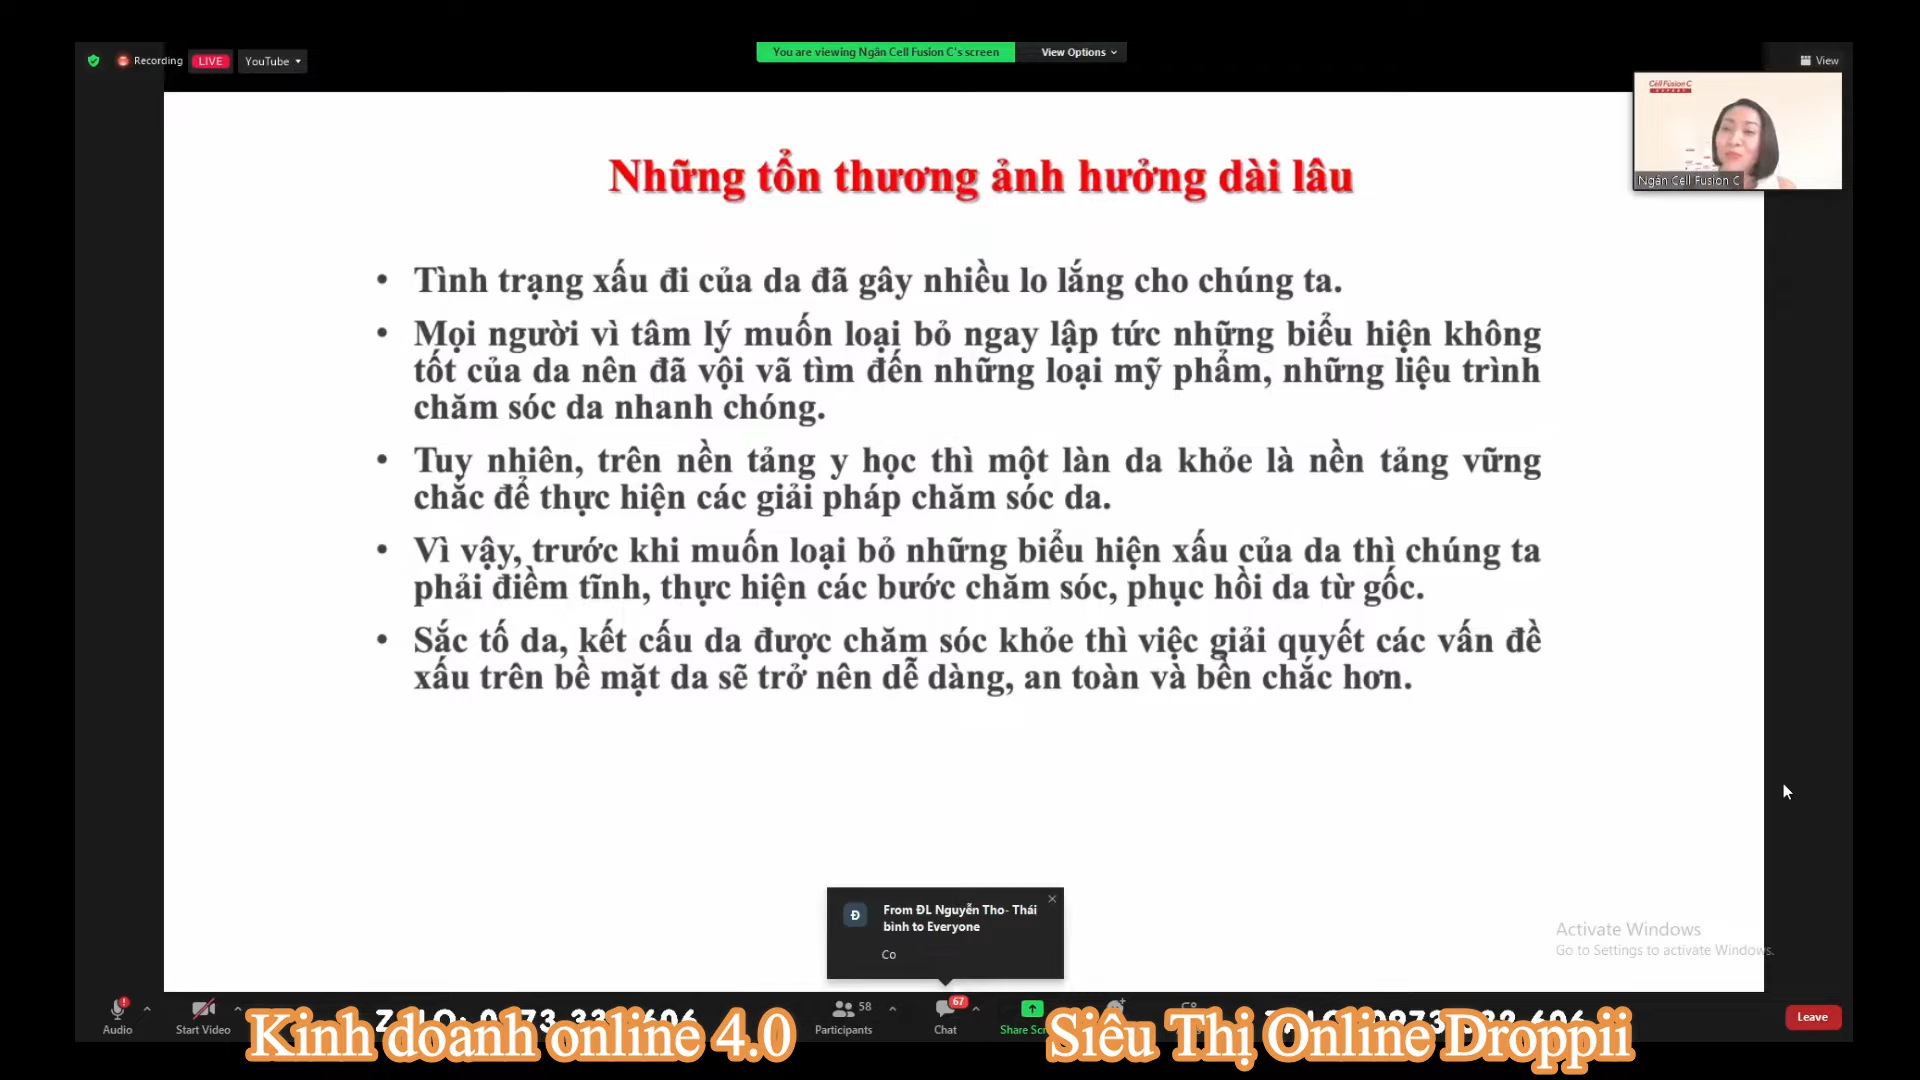 Recording
LIVE
YouTube
You are viewing Ngân Cell Fusion C's screen
View Options
View
Cell Fusion C
EXPERT
Ngân Cell Fusion C
Những tổn thương ảnh hưởng dài lâu
• Tình trạng xấu đi của da đã gây nhiều lo lắng cho chúng ta.
• Mọi người vì tâm lý muốn loại bỏ ngay lập tức những biểu hiện không
tốt của da nên đã vội vã tìm đến những loại mỹ phẩm, những liệu trình
chăm sóc da nhanh chóng.
• Tuy nhiên, trên nền tảng y học thì một làn da khỏe là nền tảng vững
chắc để thực hiện các giải pháp chăm sóc da.
• Vì vậy, trước khi muốn loại bỏ những biểu hiện xấu của da thì chúng ta
phải điềm tĩnh, thực hiện các bước chăm sóc, phục hồi da từ gốc.
• Sắc tố da, kết cấu da được chăm sóc khỏe thì việc giải quyết các vấn đề
xấu trên bề mặt da sẽ trở nên dễ dàng, an toàn và bền chắc hơn.
Đ
From ĐL Nguyễn Tho- Thái
bình to Everyone
Co
Activate Windows
Go to Settings to activate Windows.
Audio
Start Video
58
Participants
67
Chat
Share
Leave
Kinh doanh online 4.0
Siêu Thị Online Droppii